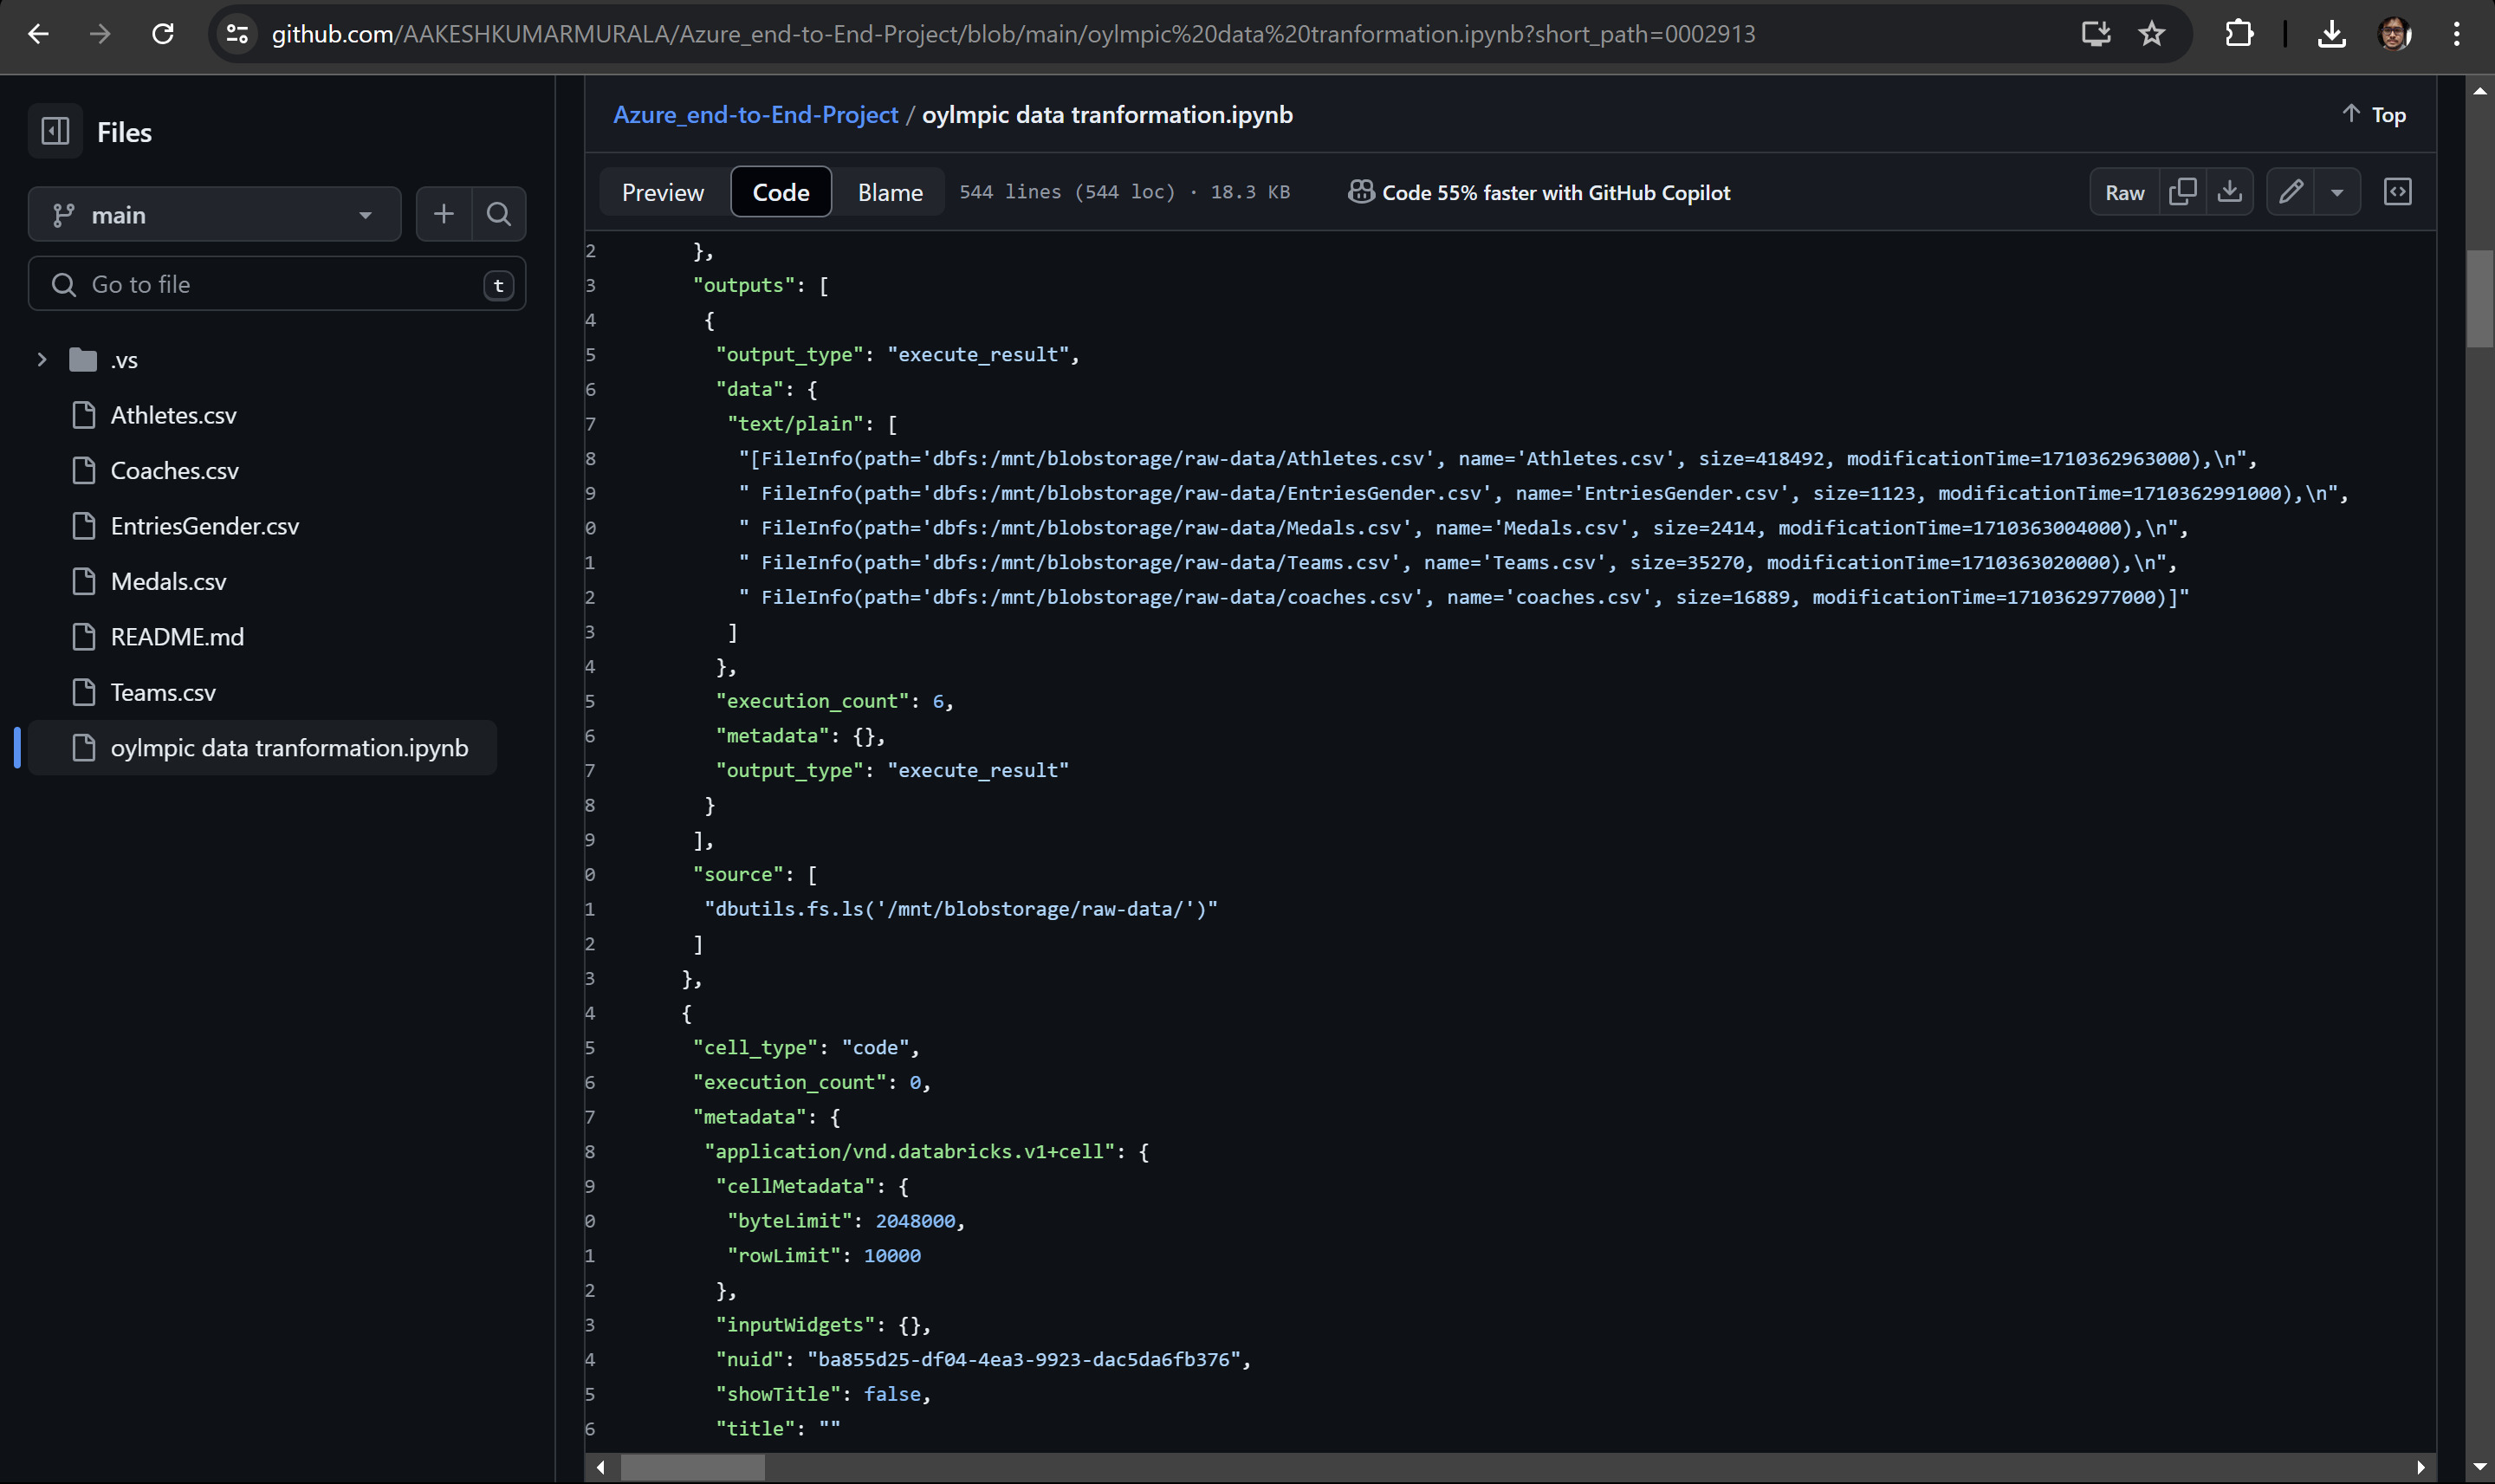 github.com/AAKESHKUMARMURALA/Azure_end-to-End-Project/blob/main/oylmpic%20data%20tranformation.ipynb?short_path=0002913
Files
main
Go to file
t
.vs
Athletes.csv
Coaches.csv
EntriesGender.csv
Medals.csv
README.md
Teams.csv
oylmpic data tranformation.ipynb
Azure_end-to-End-Project / oylmpic data tranformation.ipynb
Top
Preview Code Blame 544 lines (544 loc) · 18.3 KB Code 55% faster with GitHub Copilot Raw
2 },
3 "outputs": [
4 {
5 "output_type": "execute_result",
6 "data": {
7 "text/plain": [
8 "[FileInfo(path='dbfs:/mnt/blobstorage/raw-data/Athletes.csv', name='Athletes.csv', size=418492, modificationTime=1710362963000),\n",
9 " FileInfo(path='dbfs:/mnt/blobstorage/raw-data/EntriesGender.csv', name='EntriesGender.csv', size=1123, modificationTime=1710362991000),\n",
0 " FileInfo(path='dbfs:/mnt/blobstorage/raw-data/Medals.csv', name='Medals.csv', size=2414, modificationTime=1710363004000),\n",
1 " FileInfo(path='dbfs:/mnt/blobstorage/raw-data/Teams.csv', name='Teams.csv', size=35270, modificationTime=1710363020000),\n",
2 " FileInfo(path='dbfs:/mnt/blobstorage/raw-data/coaches.csv', name='coaches.csv', size=16889, modificationTime=1710362977000)]"
3 ]
4 },
5 "execution_count": 6,
6 "metadata": {},
7 "output_type": "execute_result"
8 }
9 ],
0 "source": [
1 "dbutils.fs.ls('/mnt/blobstorage/raw-data/')"
2 ]
3 },
4 {
5 "cell_type": "code",
6 "execution_count": 0,
7 "metadata": {
8 "application/vnd.databricks.v1+cell": {
9 "cellMetadata": {
0 "byteLimit": 2048000,
1 "rowLimit": 10000
2 },
3 "inputWidgets": {},
4 "nuid": "ba855d25-df04-4ea3-9923-dac5da6fb376",
5 "showTitle": false,
6 "title": ""